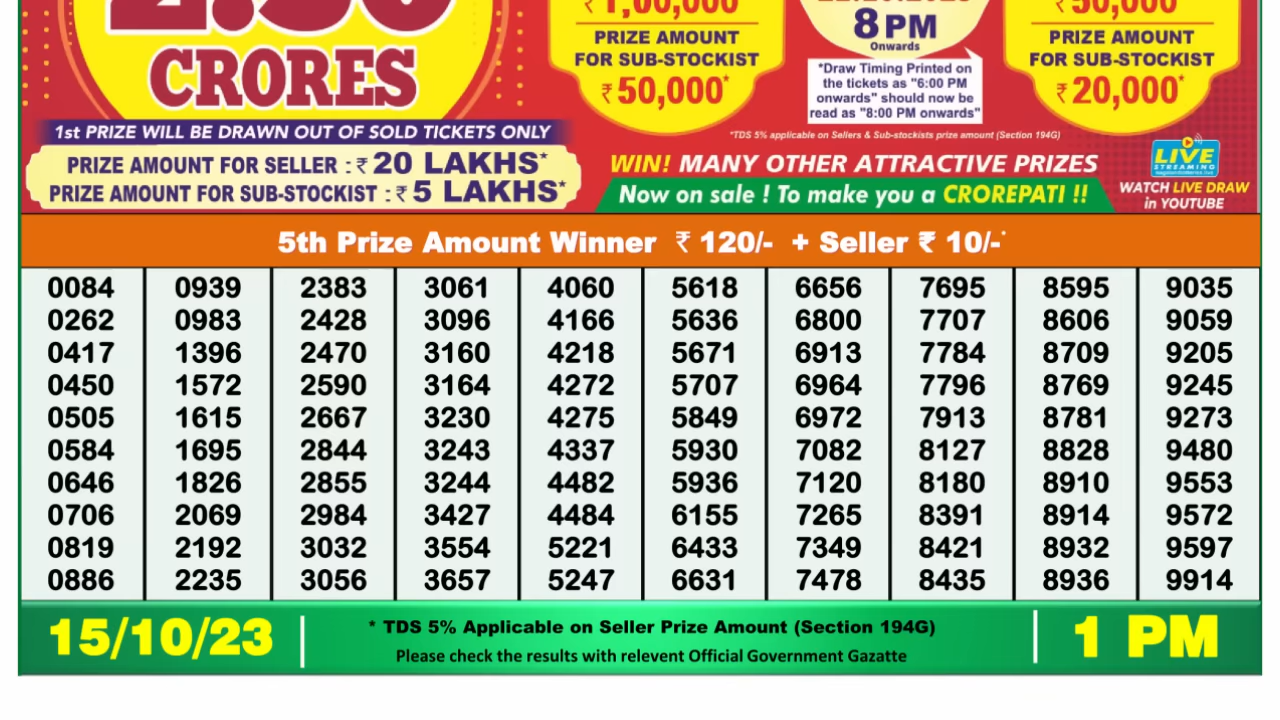 CRORES
1st PRIZE WILL BE DRAWN OUT OF SOLD TICKETS ONLY
PRIZE AMOUNT FOR SELLER : ₹ 20 LAKHS*
PRIZE AMOUNT FOR SUB-STOCKIST : ₹ 5 LAKHS*
₹ 1,00,000
PRIZE AMOUNT
FOR SUB-STOCKIST
₹ 50,000*
8 PM
Onwards
*Draw Timing Printed on
the tickets as "6:00 PM
onwards" should now be
read as "8:00 PM onwards"
₹ 50,000
PRIZE AMOUNT
FOR SUB-STOCKIST
₹ 20,000*
*TDS 5% applicable on Sellers & Sub-stockists prize amount (Section 194G)
WIN! MANY OTHER ATTRACTIVE PRIZES
Now on sale ! To make you a CROREPATI !!
LIVE
STREAMING
WATCH LIVE DRAW
in YOUTUBE
5th Prize Amount Winner ₹ 120/- + Seller ₹ 10/-*
0084 0939 2383 3061 4060 5618 6656 7695 8595 9035
0262 0983 2428 3096 4166 5636 6800 7707 8606 9059
0417 1396 2470 3160 4218 5671 6913 7784 8709 9205
0450 1572 2590 3164 4272 5707 6964 7796 8769 9245
0505 1615 2667 3230 4275 5849 6972 7913 8781 9273
0584 1695 2844 3243 4337 5930 7082 8127 8828 9480
0646 1826 2855 3244 4482 5936 7120 8180 8910 9553
0706 2069 2984 3427 4484 6155 7265 8391 8914 9572
0819 2192 3032 3554 5221 6433 7349 8421 8932 9597
0886 2235 3056 3657 5247 6631 7478 8435 8936 9914
15/10/23
* TDS 5% Applicable on Seller Prize Amount (Section 194G)
Please check the results with relevent Official Government Gazatte
1 PM